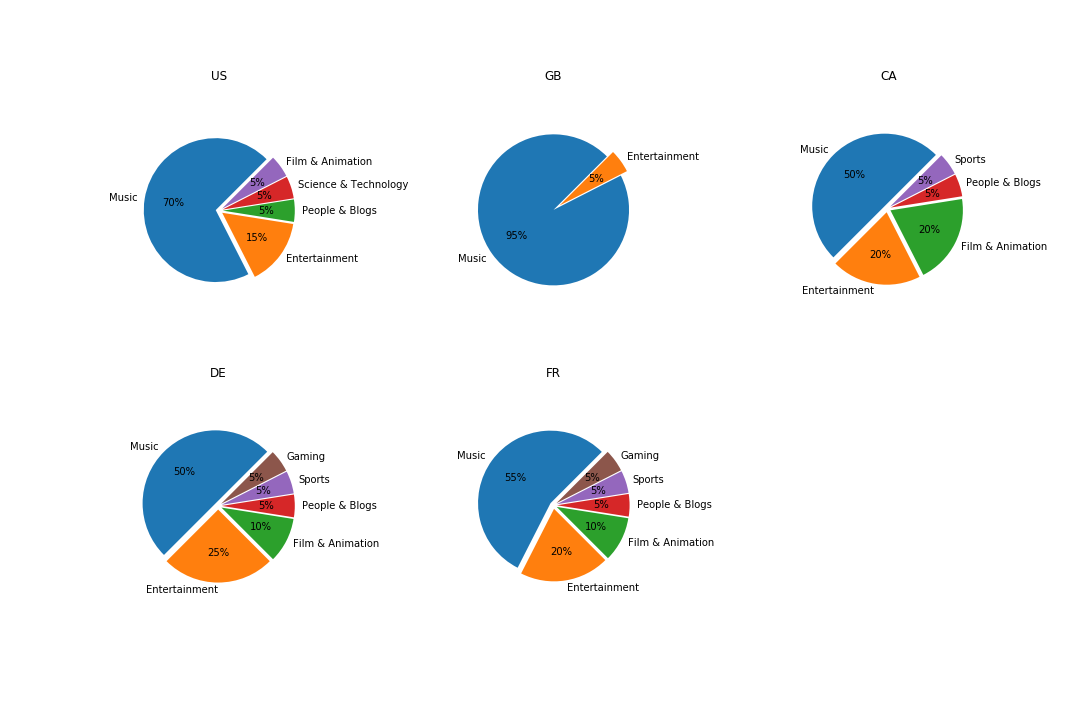 US
Film & Animation
5%
Science & Technology
5%
People & Blogs
5%
Music
70%
15%
Entertainment
GB
Entertainment
5%
95%
Music
CA
Music
50%
Sports
5%
People & Blogs
5%
20%
Film & Animation
20%
Entertainment
DE
Music
50%
Gaming
5%
Sports
5%
People & Blogs
5%
10%
Film & Animation
25%
Entertainment
FR
Music
55%
Gaming
5%
Sports
5%
People & Blogs
5%
10%
Film & Animation
20%
Entertainment